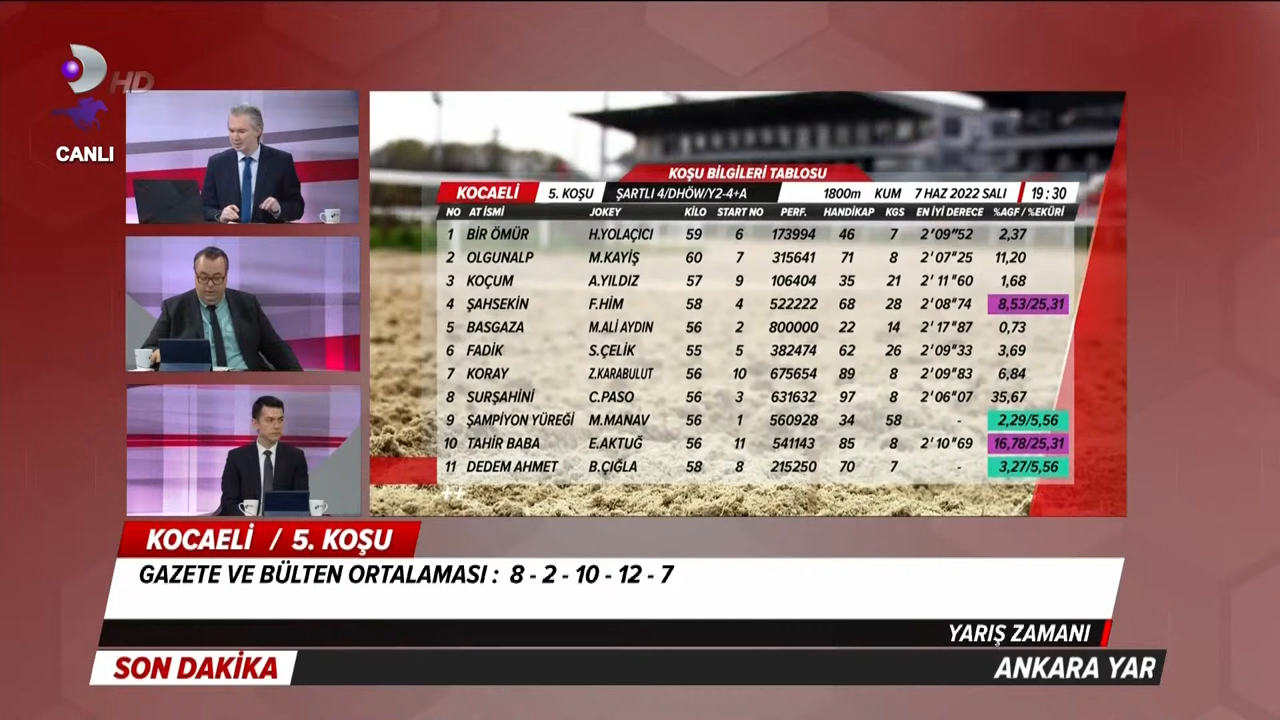 HD
CANLI
KOŞU BİLGİLERİ TABLOSU
KOCAELİ 5. KOŞU ŞARTLI 4/DHÖW/Y2-4+A 1800m KUM 7 HAZ 2022 SALI 19:30
NO AT İSMİ JOKEY KİLO START NO PERF. HANDİKAP KGS EN İYİ DERECE %AGF / %EKÜRİ
1 BİR ÖMÜR H.YOLAÇICI 59 6 173994 46 7 2'09"52 2,37
2 OLGUNALP M.KAYİŞ 60 7 315641 71 8 2'07"25 11,20
3 KOÇUM A.YILDIZ 57 9 106404 35 21 2'11"60 1,68
4 ŞAHSEKİN F.HİM 58 4 522222 68 28 2'08"74 8,53/25,31
5 BASGAZA M.ALİ AYDIN 56 2 800000 22 14 2'17"87 0,73
6 FADİK S.ÇELİK 55 5 382474 62 26 2'09"33 3,69
7 KORAY Z.KARABULUT 56 10 675654 89 8 2'09"83 6,84
8 SURŞAHİNİ C.PASO 56 3 631632 97 8 2'06"07 35,67
9 ŞAMPİYON YÜREĞİ M.MANAV 56 1 560928 34 58 - 2,29/5,56
10 TAHİR BABA E.AKTUĞ 56 11 541143 85 8 2'10"69 16,78/25,31
11 DEDEM AHMET B.ÇIĞLA 58 8 215250 70 7 - 3,27/5,56
KOCAELİ / 5. KOŞU
GAZETE VE BÜLTEN ORTALAMASI : 8 - 2 - 10 - 12 - 7
YARIŞ ZAMANI
SON DAKİKA ANKARA YAR